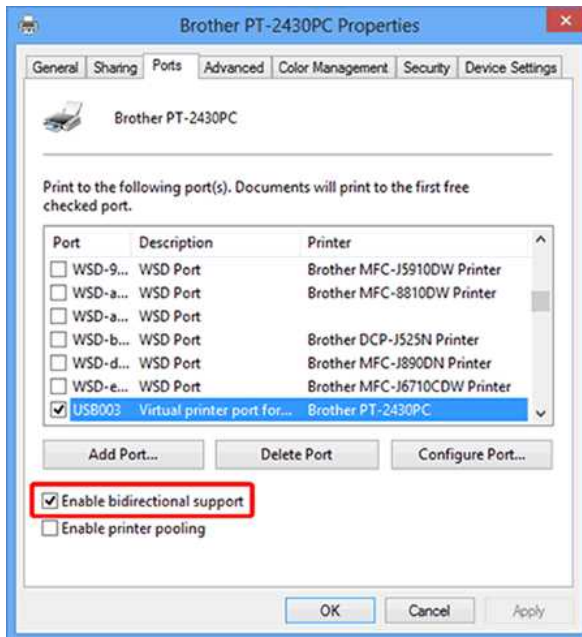 Brother PT-2430PC Properties
General Sharing Ports Advanced Color Management Security Device Settings
Brother PT-2430PC
Print to the following port(s). Documents will print to the first free
checked port.
Port Description Printer
WSD-9... WSD Port Brother MFC-J5910DW Printer
WSD-a... WSD Port Brother MFC-8810DW Printer
WSD-a... WSD Port
WSD-b... WSD Port Brother DCP-J525N Printer
WSD-d... WSD Port Brother MFC-J890DN Printer
WSD-e... WSD Port Brother MFC-J6710CDW Printer
USB003 Virtual printer port for... Brother PT-2430PC
Add Port... Delete Port Configure Port...
Enable bidirectional support
Enable printer pooling
OK Cancel Apply